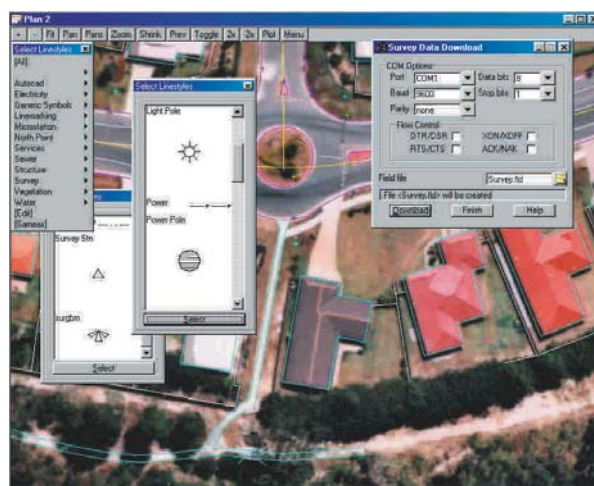 Plan 2
+ - Fit Pan Pans Zoom Shrink Prev Toggle 2x 2x Plot Menu
Select Linestyles
(All)
Autocad
Electricity
Generic Symbols
Linemarking
Microstation
North Point
Services
Sewer
Structure
Survey
Vegetation
Water
(Edit)
(Sameas)
Survey Stn
Select
Select Linestyles
Light Pole
Power
Power Pole
Select
Survey Data Download
COM Options
Port COM1 Data bits 8
Baud 9600 Stop bits 1
Parity none
Flow Control
DTR/DSR XON/XOFF
RTS/CTS ACK/NAK
Field file Survey.fld
File <Survey.fld> will be created
Download Finish Help